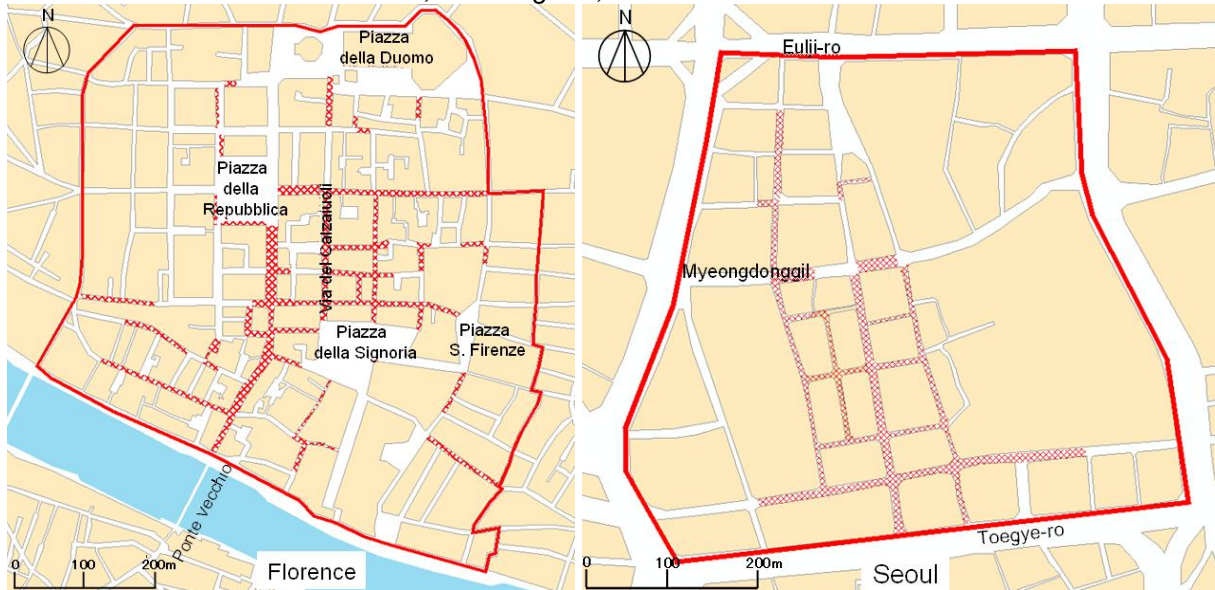 N
Piazza
della Duomo
Piazza
della
Repubblica
Via dei Calzaiuoli
Piazza
della Signoria
Piazza
S. Firenze
Ponte Vecchio
0 100 200m
Florence
N
Eulji-ro
Myeongdonggil
Toegye-ro
0 100 200m
Seoul